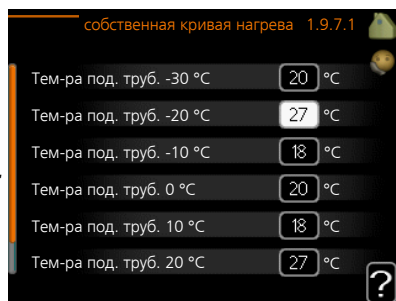 собственная кривая нагрева 1.9.7.1
Тем-ра под. труб. -30 °C 20 °C
Тем-ра под. труб. -20 °C 27 °C
Тем-ра под. труб. -10 °C 18 °C
Тем-ра под. труб. 0 °C 20 °C
Тем-ра под. труб. 10 °C 18 °C
Тем-ра под. труб. 20 °C 27 °C
?